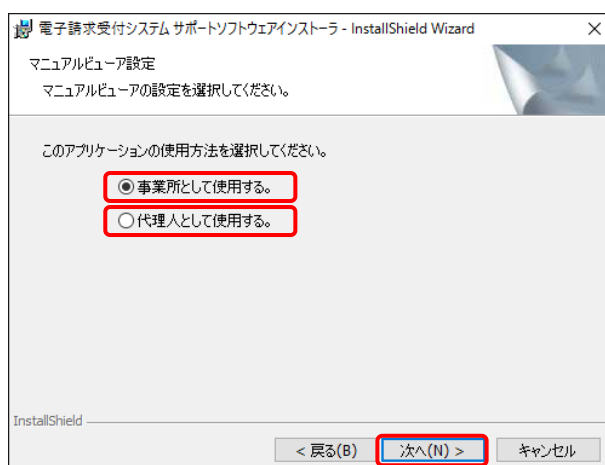 電子請求受付システム サポートソフトウェアインストーラ - InstallShield Wizard
マニュアルビューア設定
マニュアルビューアの設定を選択してください。
このアプリケーションの使用方法を選択してください。
事業所として使用する。
代理人として使用する。
InstallShield
< 戻る(B) 次へ(N) > キャンセル